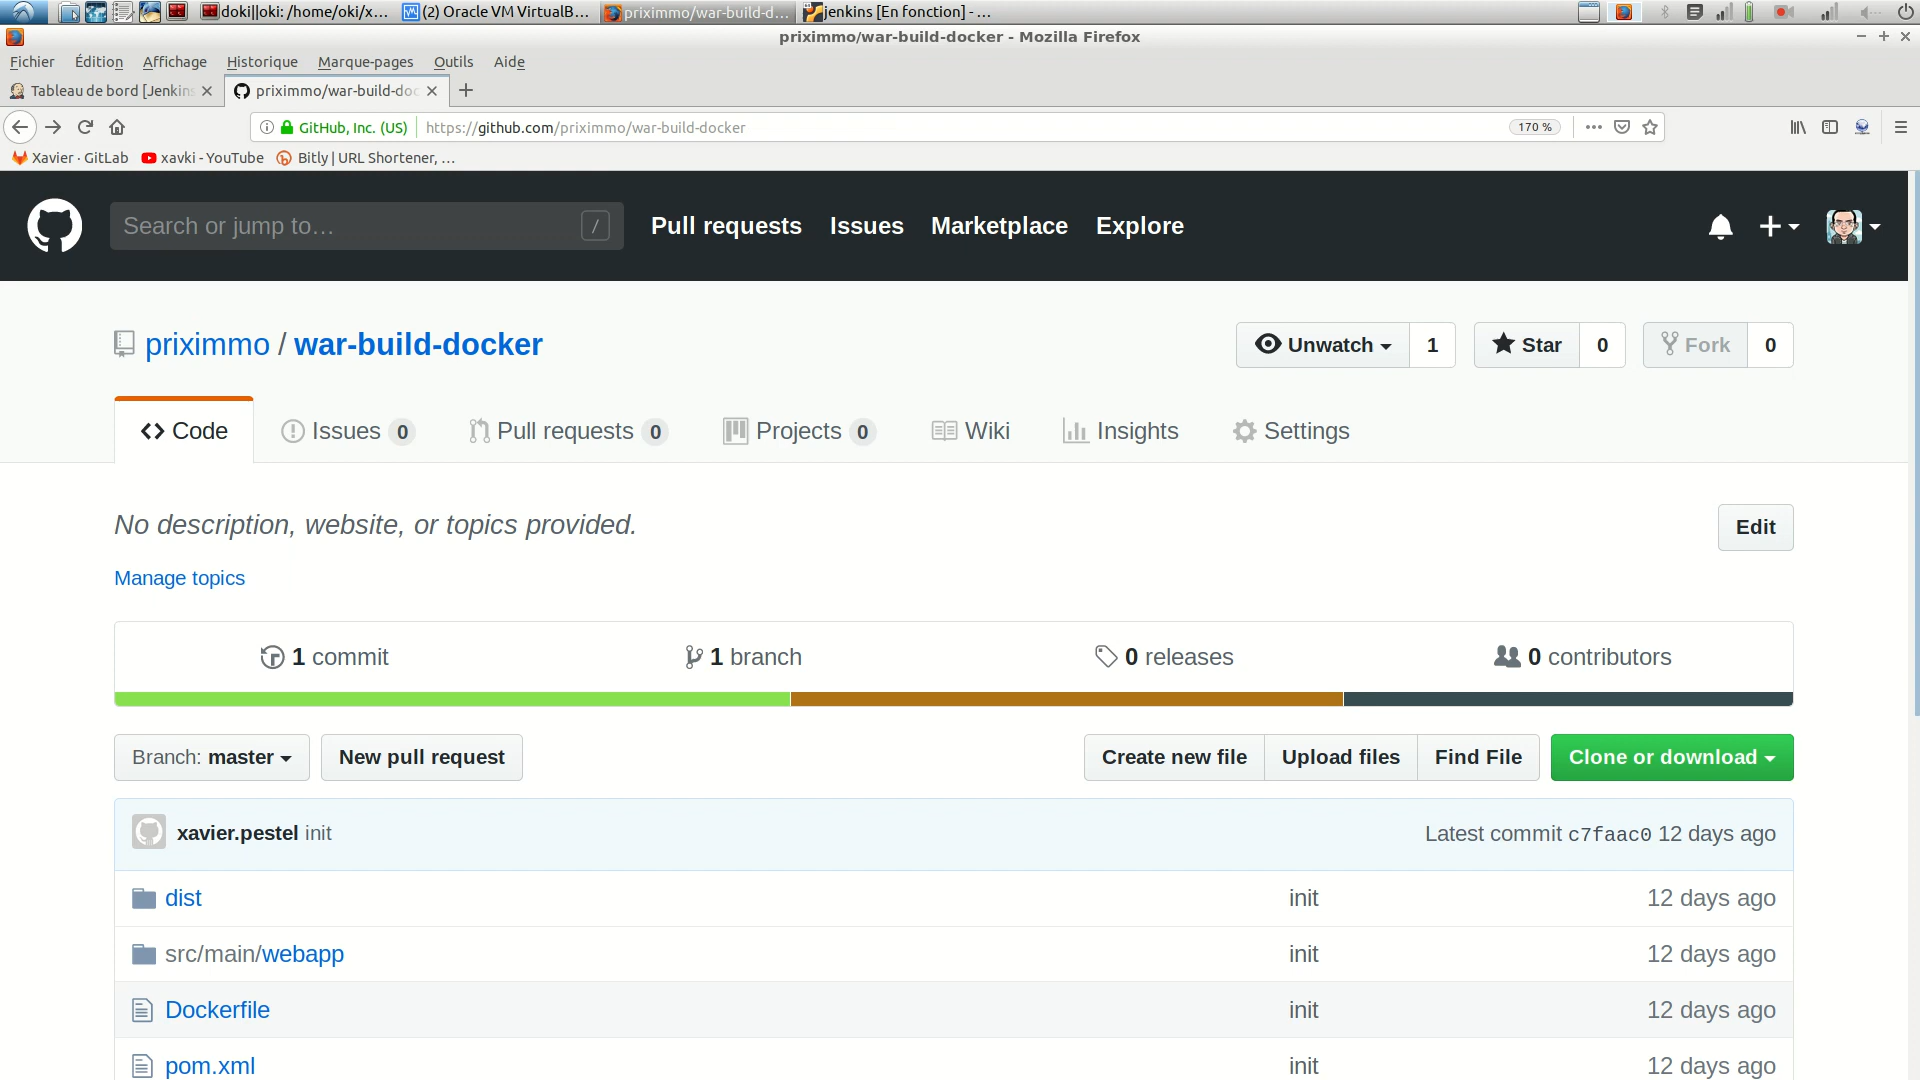 doki||oki: /home/oki/x... (2) Oracle VM VirtualB... priximmo/war-build-d... jenkins [En fonction] - ...
priximmo/war-build-docker - Mozilla Firefox
Fichier Édition Affichage Historique Marque-pages Outils Aide
Tableau de bord [Jenkins priximmo/war-build-doc
GitHub, Inc. (US) https://github.com/priximmo/war-build-docker 170 %
Xavier · GitLab xavki - YouTube Bitly | URL Shortener, ...
Search or jump to… / Pull requests Issues Marketplace Explore
priximmo / war-build-docker Unwatch 1 Star 0 Fork 0
Code Issues 0 Pull requests 0 Projects 0 Wiki Insights Settings
No description, website, or topics provided. Edit
Manage topics
1 commit 1 branch 0 releases 0 contributors
Branch: master New pull request Create new file Upload files Find File Clone or download
xavier.pestel init Latest commit c7faac0 12 days ago
dist init 12 days ago
src/main/webapp init 12 days ago
Dockerfile init 12 days ago
pom.xml init 12 days ago